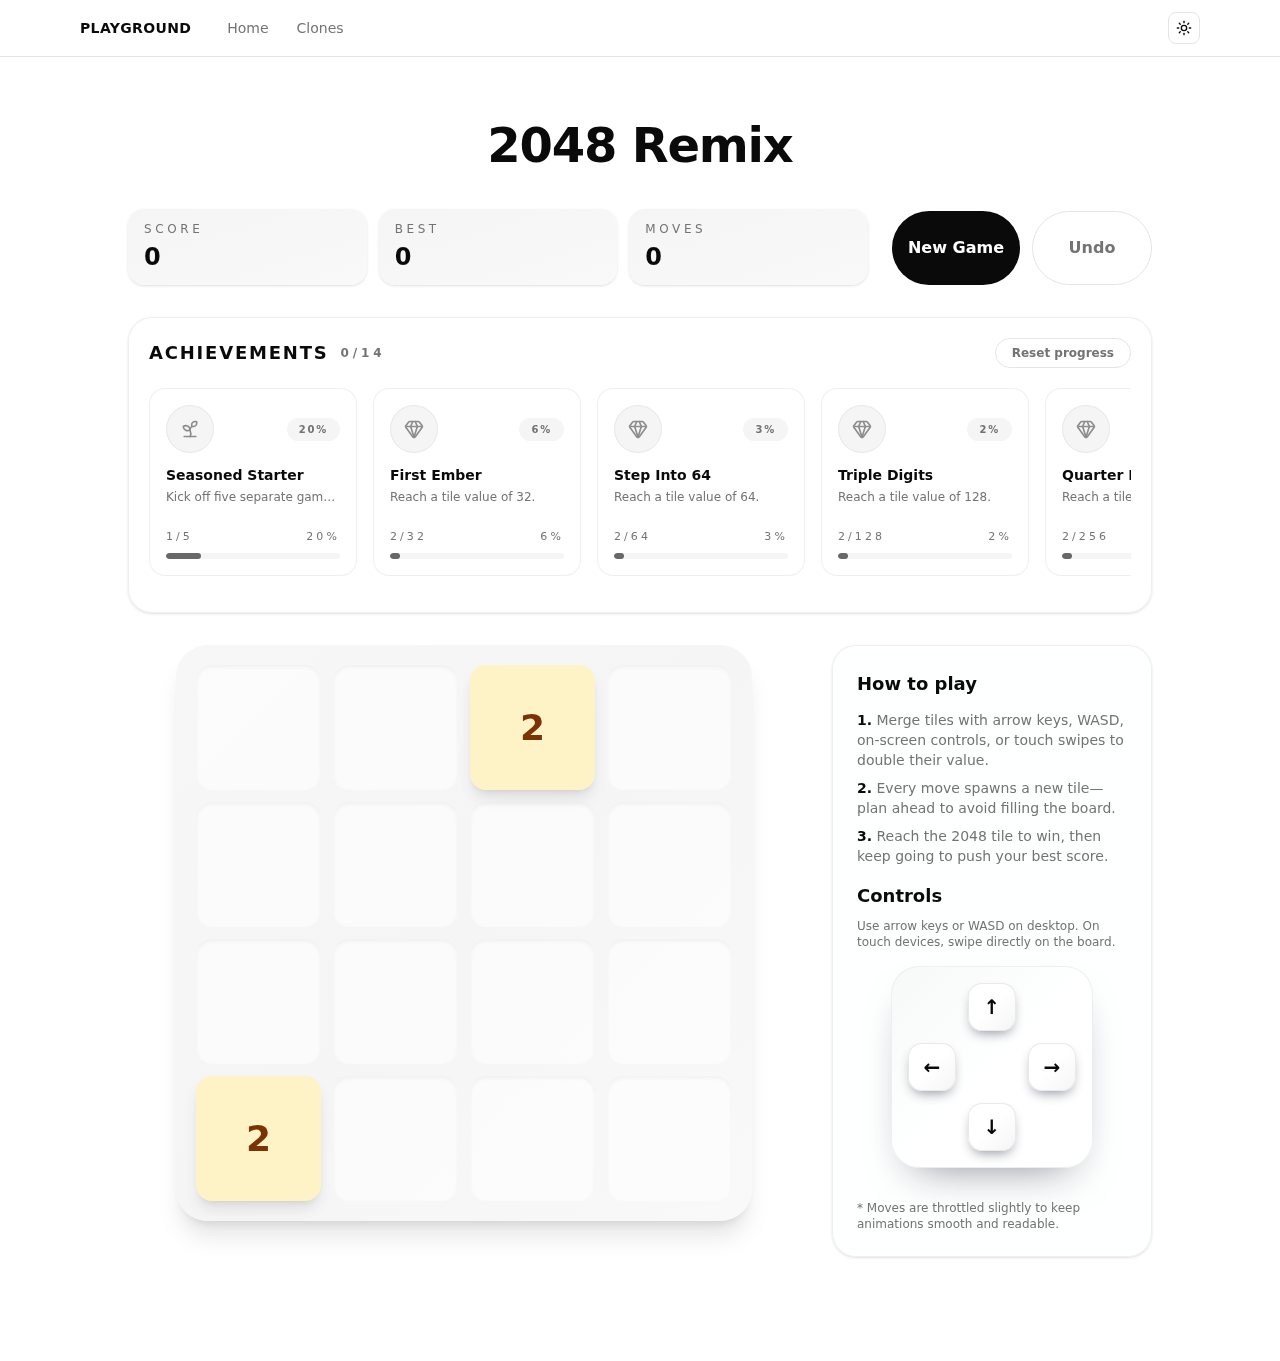 PLAYGROUND Home Clones
2048 Remix
SCORE
0
BEST
0
MOVES
0
New Game
Undo
ACHIEVEMENTS 0/14
Reset progress
20%
Seasoned Starter
Kick off five separate gam...
1/5 20%
6%
First Ember
Reach a tile value of 32.
2/32 6%
3%
Step Into 64
Reach a tile value of 64.
2/64 3%
2%
Triple Digits
Reach a tile value of 128.
2/128 2%
Quarter
Reach a tile
2/256
2
2
How to play
1. Merge tiles with arrow keys, WASD,
on-screen controls, or touch swipes to
double their value.
2. Every move spawns a new tile—
plan ahead to avoid filling the board.
3. Reach the 2048 tile to win, then
keep going to push your best score.
Controls
Use arrow keys or WASD on desktop. On
touch devices, swipe directly on the board.
↑
← →
↓
* Moves are throttled slightly to keep
animations smooth and readable.